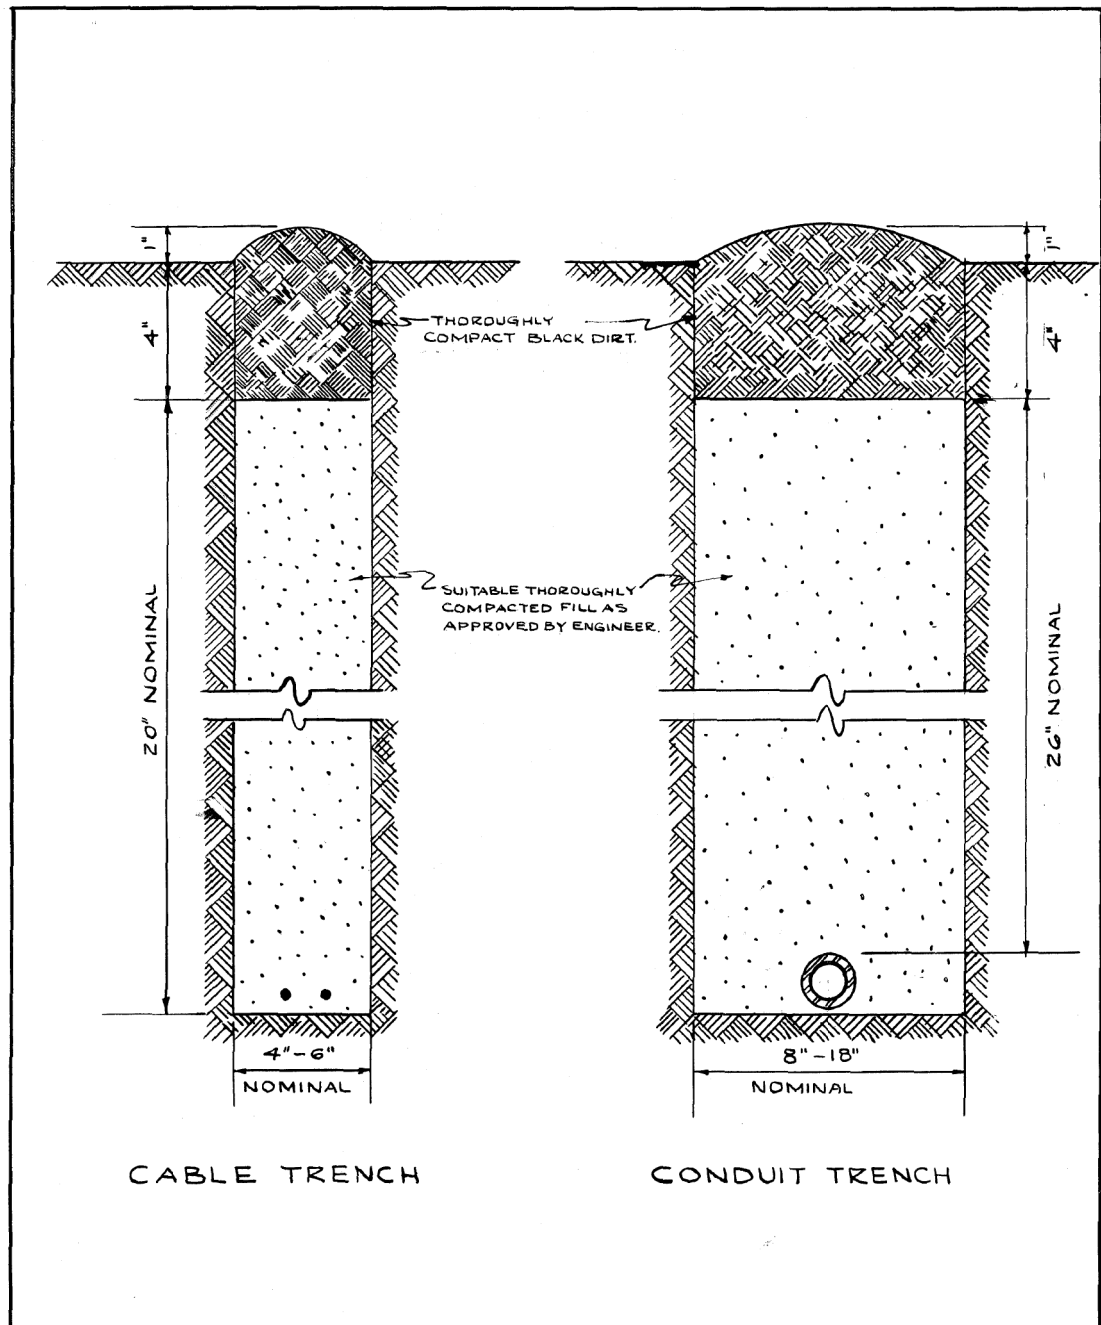 1"
1"
4"
THOROUGHLY
COMPACT BLACK DIRT.
4"
SUITABLE THOROUGHLY
COMPACTED FILL AS
APPROVED BY ENGINEER.
20" NOMINAL
26" NOMINAL
4"-6"
NOMINAL
8"-18"
NOMINAL
CABLE TRENCH
CONDUIT TRENCH